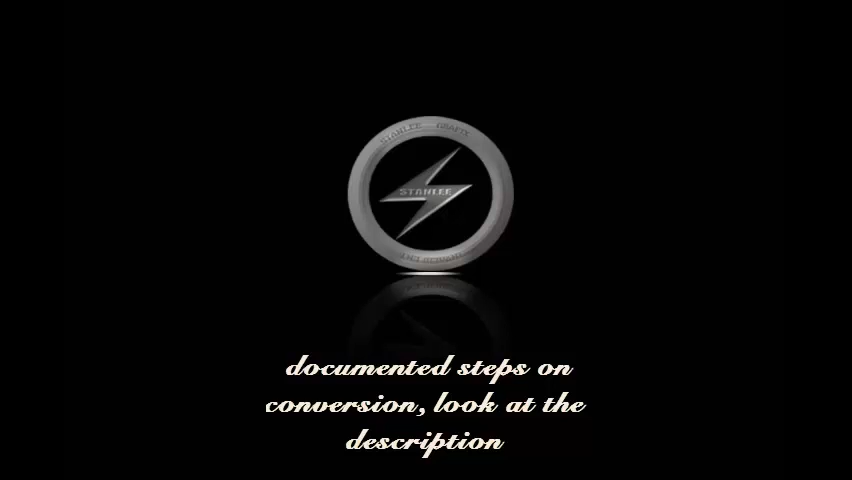 STANLEE GRAFIX
STANLEE
documented steps on
conversion, look at the
description